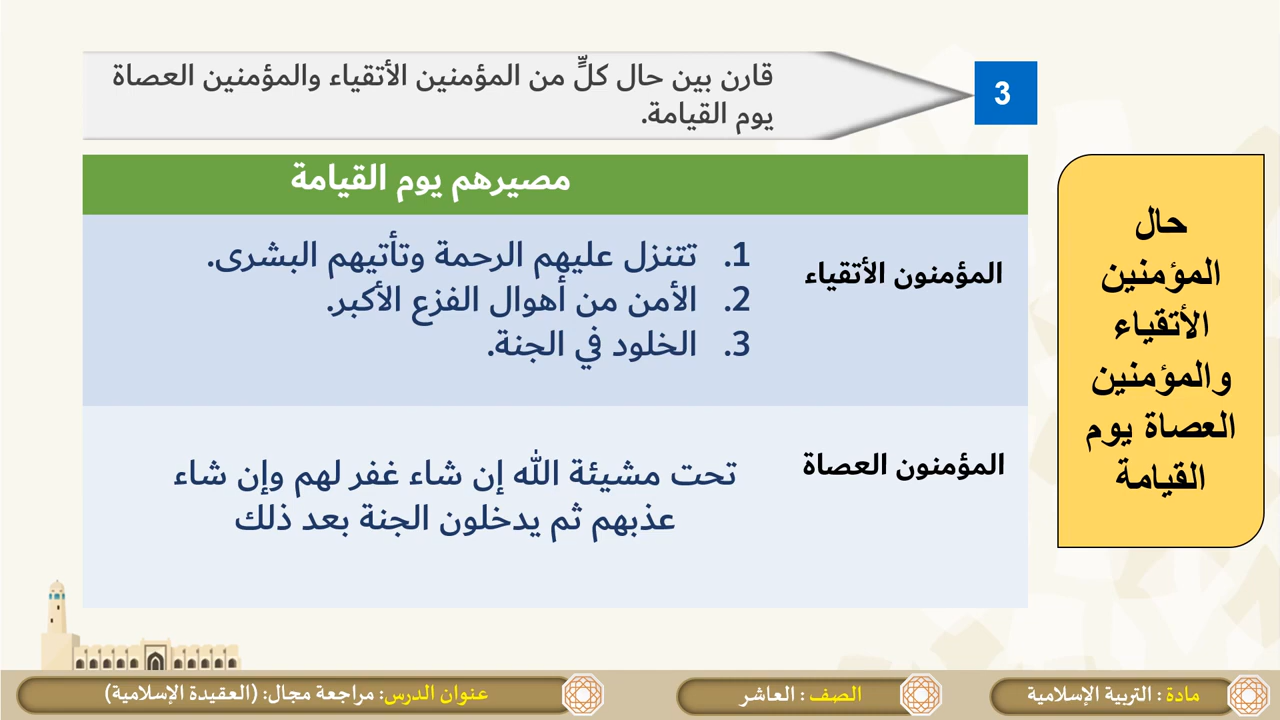 3
قارن بين حال كلٍّ من المؤمنين الأتقياء والمؤمنين العصاة
يوم القيامة.
حال
المؤمنين
الأتقياء
والمؤمنين
العصاة يوم
القيامة
مصيرهم يوم القيامة
المؤمنون الأتقياء
1. تتنزل عليهم الرحمة وتأتيهم البشرى.
2. الأمن من أهوال الفزع الأكبر.
3. الخلود في الجنة.
المؤمنون العصاة
تحت مشيئة الله إن شاء غفر لهم وإن شاء
عذبهم ثم يدخلون الجنة بعد ذلك
مادة : التربية الإسلامية
الصف : العاشر
عنوان الدرس: مراجعة مجال: (العقيدة الإسلامية)